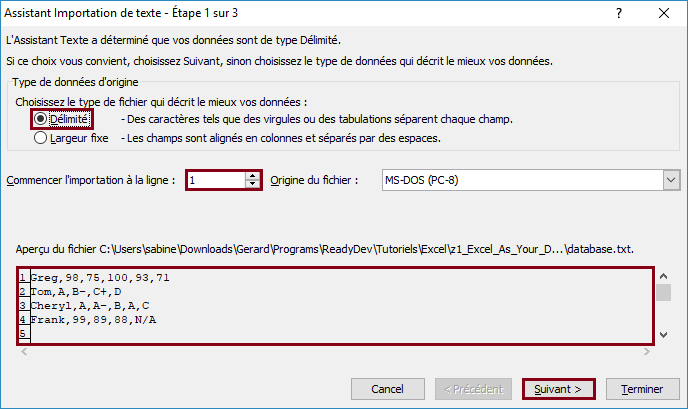 Assistant Importation de texte - Étape 1 sur 3
L'Assistant Texte a déterminé que vos données sont de type Délimité.
Si ce choix vous convient, choisissez Suivant, sinon choisissez le type de données qui décrit le mieux vos données.
Type de données d'origine
Choisissez le type de fichier qui décrit le mieux vos données :
Délimité - Des caractères tels que des virgules ou des tabulations séparent chaque champ.
Largeur fixe - Les champs sont alignés en colonnes et séparés par des espaces.
Commencer l'importation à la ligne : 1 Origine du fichier : MS-DOS (PC-8)
Aperçu du fichier C:\Users\sabine\Downloads\Gerard\Programs\ReadyDev\Tutoriels\Excel\z1_Excel_As_Your_D...\database.txt.
1 Greg,98,75,100,93,71
2 Tom,A,B-,C+,D
3 Cheryl,A,A-,B,A,C
4 Frank,99,89,88,N/A
5
Cancel < Précédent Suivant > Terminer